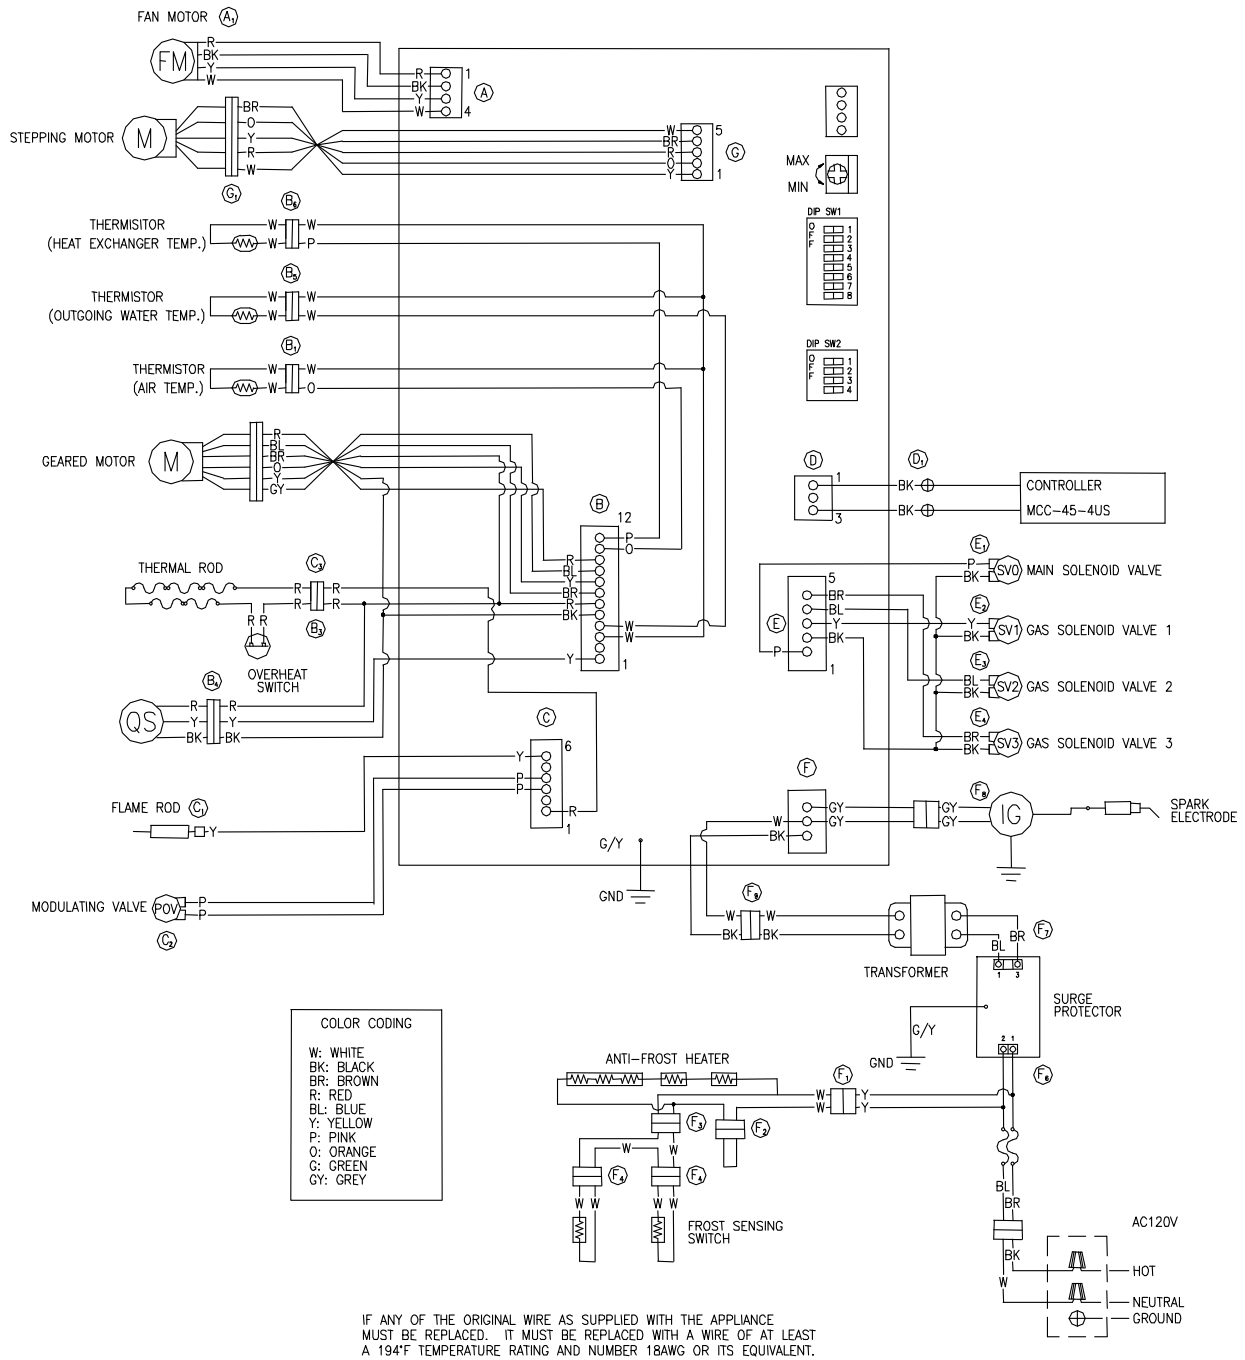 FAN MOTOR A1
FM
R
BK
Y
W
R
BK
Y
W
1
4
A
STEPPING MOTOR
M
BR
O
Y
R
W
G1
W
BR
R
O
Y
5
1
G
MAX
MIN
DIP SW1
OFF
1
2
3
4
5
6
7
8
DIP SW2
OFF
1
2
3
4
THERMISITOR
(HEAT EXCHANGER TEMP.)
B6
W W
W P
THERMISTOR
(OUTGOING WATER TEMP.)
B5
W W
W W
THERMISTOR
(AIR TEMP.)
B1
W W
W O
GEARED MOTOR
M
R
BL
BR
O
Y
GY
B
12
P
O
R
BL
Y
BR
R
BK
W
W
Y
1
D
1
3
D1
BK
BK
CONTROLLER
MCC-45-4US
THERMAL ROD
C3
R R
R R
B3
R R
OVERHEAT
SWITCH
E
5
BR
BL
Y
BK
P
1
E1
P
BK
SV0 MAIN SOLENOID VALVE
E2
Y
BK
SV1 GAS SOLENOID VALVE 1
E3
BL
BK
SV2 GAS SOLENOID VALVE 2
E4
BR
BK
SV3 GAS SOLENOID VALVE 3
B4
QS
R R
Y Y
BK BK
C
6
Y
P
P
R
1
FLAME ROD C1
Y
F
GY
GY
W
BK
F8
GY
GY
IG
SPARK
ELECTRODE
G/Y
GND
MODULATING VALVE POV
P
P
C2
F9
W W
BK BK
TRANSFORMER
BL
BR
F7
1 3
SURGE
PROTECTOR
G/Y
GND
2 1
F6
COLOR CODING
W: WHITE
BK: BLACK
BR: BROWN
R: RED
BL: BLUE
Y: YELLOW
P: PINK
O: ORANGE
G: GREEN
GY: GREY
ANTI-FROST HEATER
F1
W Y
W Y
F3
F2
W
W
F4
F4
W W
W W
FROST SENSING
SWITCH
BL
BR
BK
W
AC120V
HOT
NEUTRAL
GROUND
IF ANY OF THE ORIGINAL WIRE AS SUPPLIED WITH THE APPLIANCE
MUST BE REPLACED. IT MUST BE REPLACED WITH A WIRE OF AT LEAST
A 194°F TEMPERATURE RATING AND NUMBER 18AWG OR ITS EQUIVALENT.